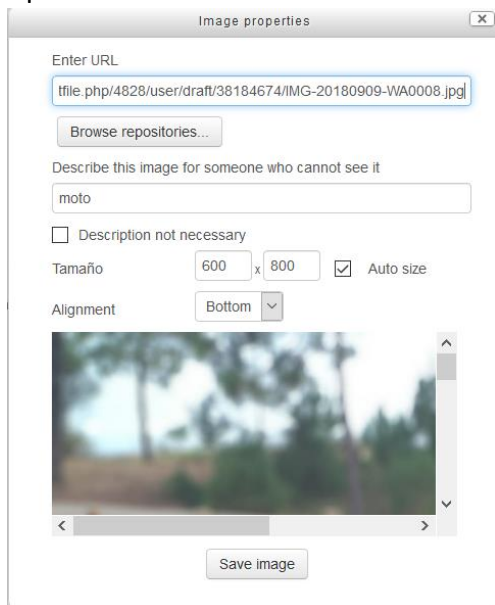 Image properties
Enter URL
tfile.php/4828/user/draft/38184674/IMG-20180909-WA0008.jpg
Browse repositories...
Describe this image for someone who cannot see it
moto
Description not necessary
Tamaño 600 x 800 Auto size
Alignment Bottom
Save image